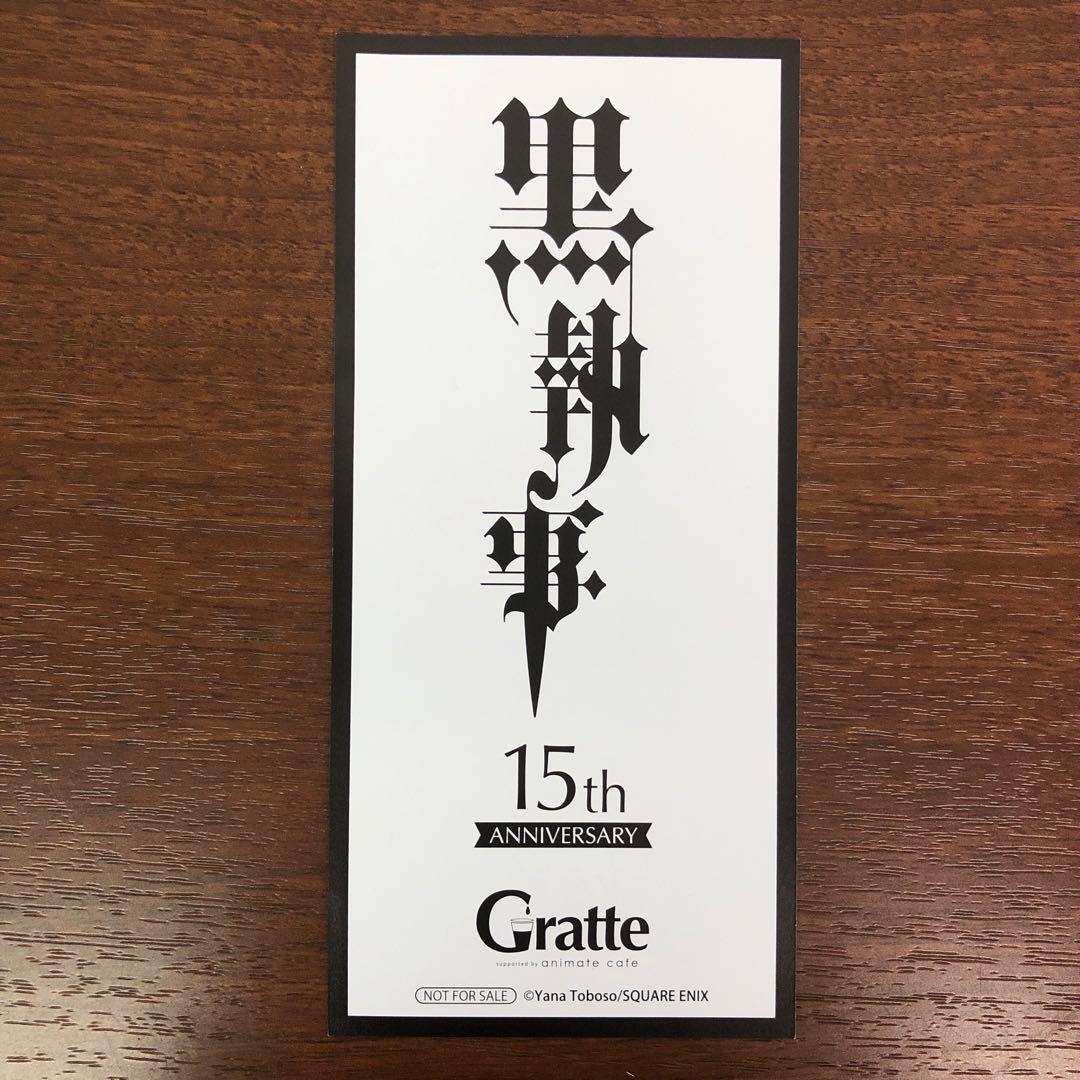 黒執事
15th
ANNIVERSARY
Gratte
supported by animate cafe
NOT FOR SALE ©Yana Toboso/SQUARE ENIX